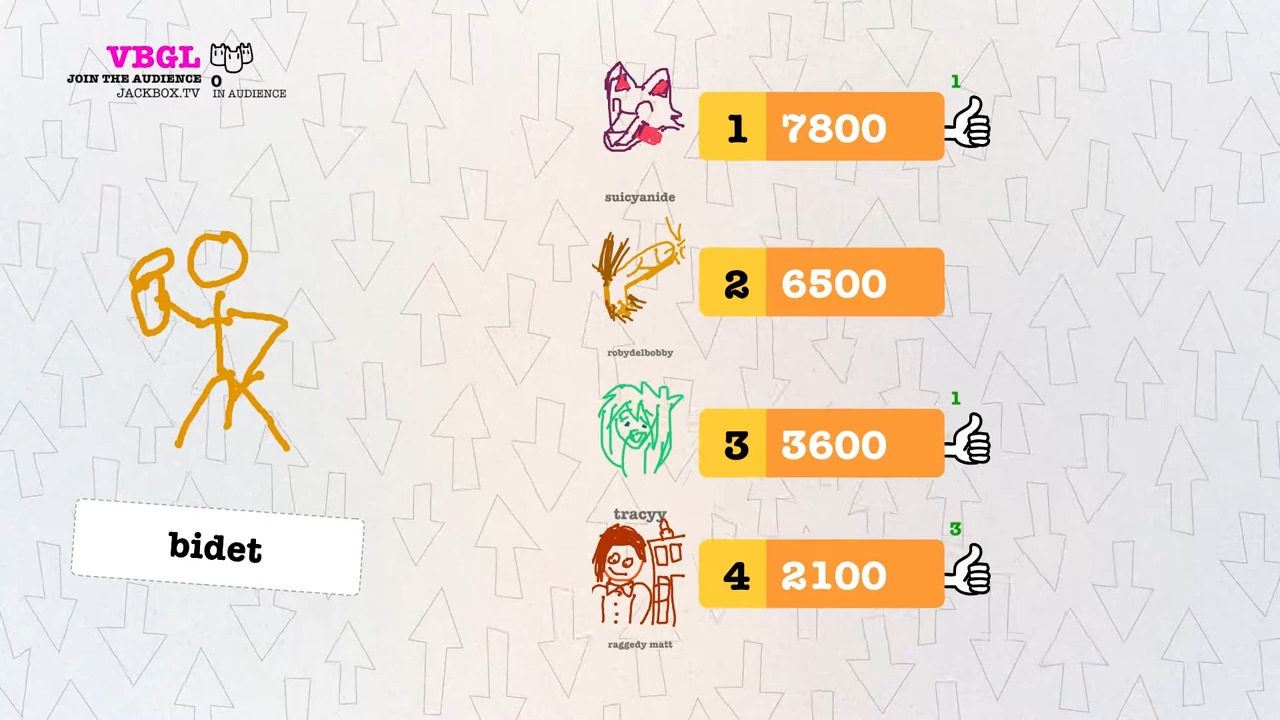 VBGL
JOIN THE AUDIENCE
JACKBOX.TV
0
IN AUDIENCE
bidet
1
1 7800
suicyanide
2 6500
robydelbobby
1
3 3600
tracyy
3
4 2100
raggedy matt